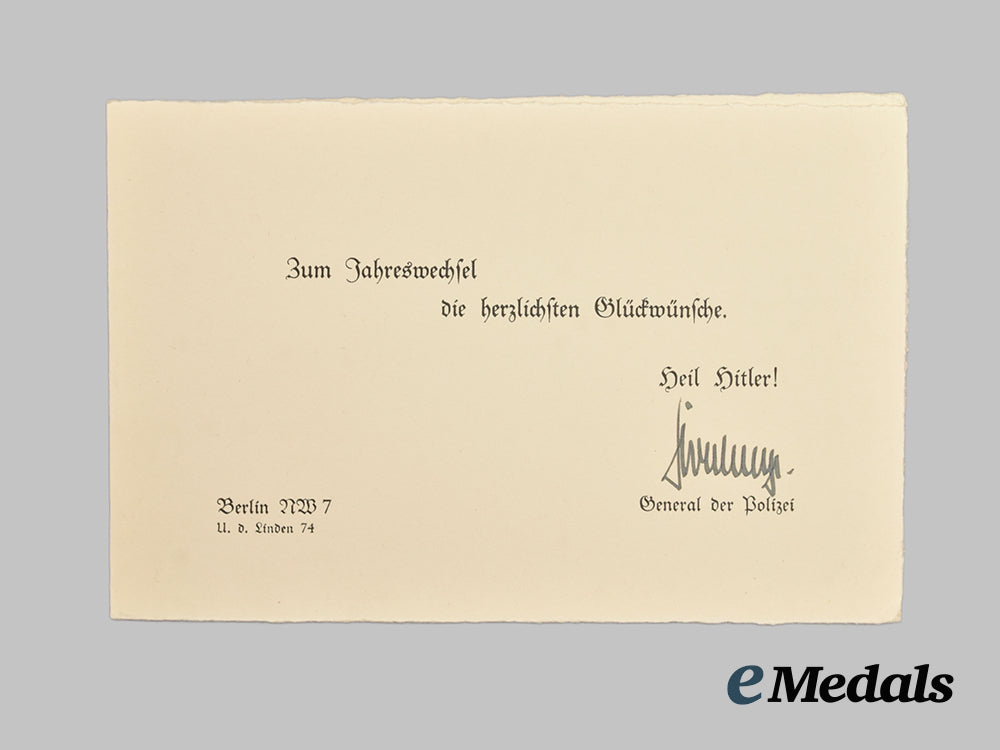 Zum Jahreswechsel
die herzlichsten Glückwünsche.
Heil Hitler!
General der Polizei
Berlin NW 7
U. d. Linden 74
eMedals